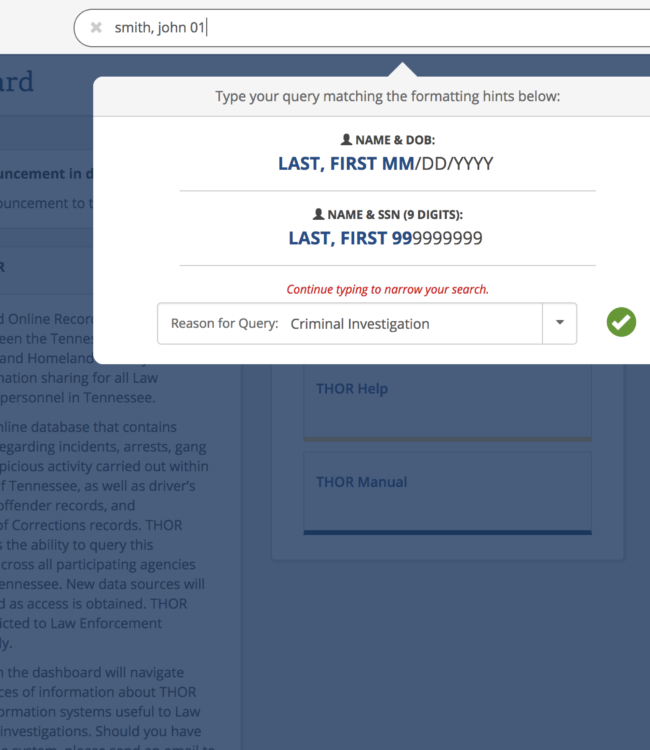 smith, john 01
ard
Type your query matching the formatting hints below:
NAME & DOB:
LAST, FIRST MM/DD/YYYY
NAME & SSN (9 DIGITS):
LAST, FIRST 999999999
Continue typing to narrow your search.
Reason for Query: Criminal Investigation
uncement in d
ouncement to t
R
d Online Recor
een the Tennes
and Homeland
mation sharing for all Law
personnel in Tennessee.
nline database that contains
egarding incidents, arrests, gang
picious activity carried out within
f Tennessee, as well as driver's
offender records, and
of Corrections records. THOR
s the ability to query this
cross all participating agencies
ennessee. New data sources will
d as access is obtained. THOR
icted to Law Enforcement
ly.
n the dashboard will navigate
ces of information about THOR
ormation systems useful to Law
investigations. Should you have
THOR Help
THOR Manual